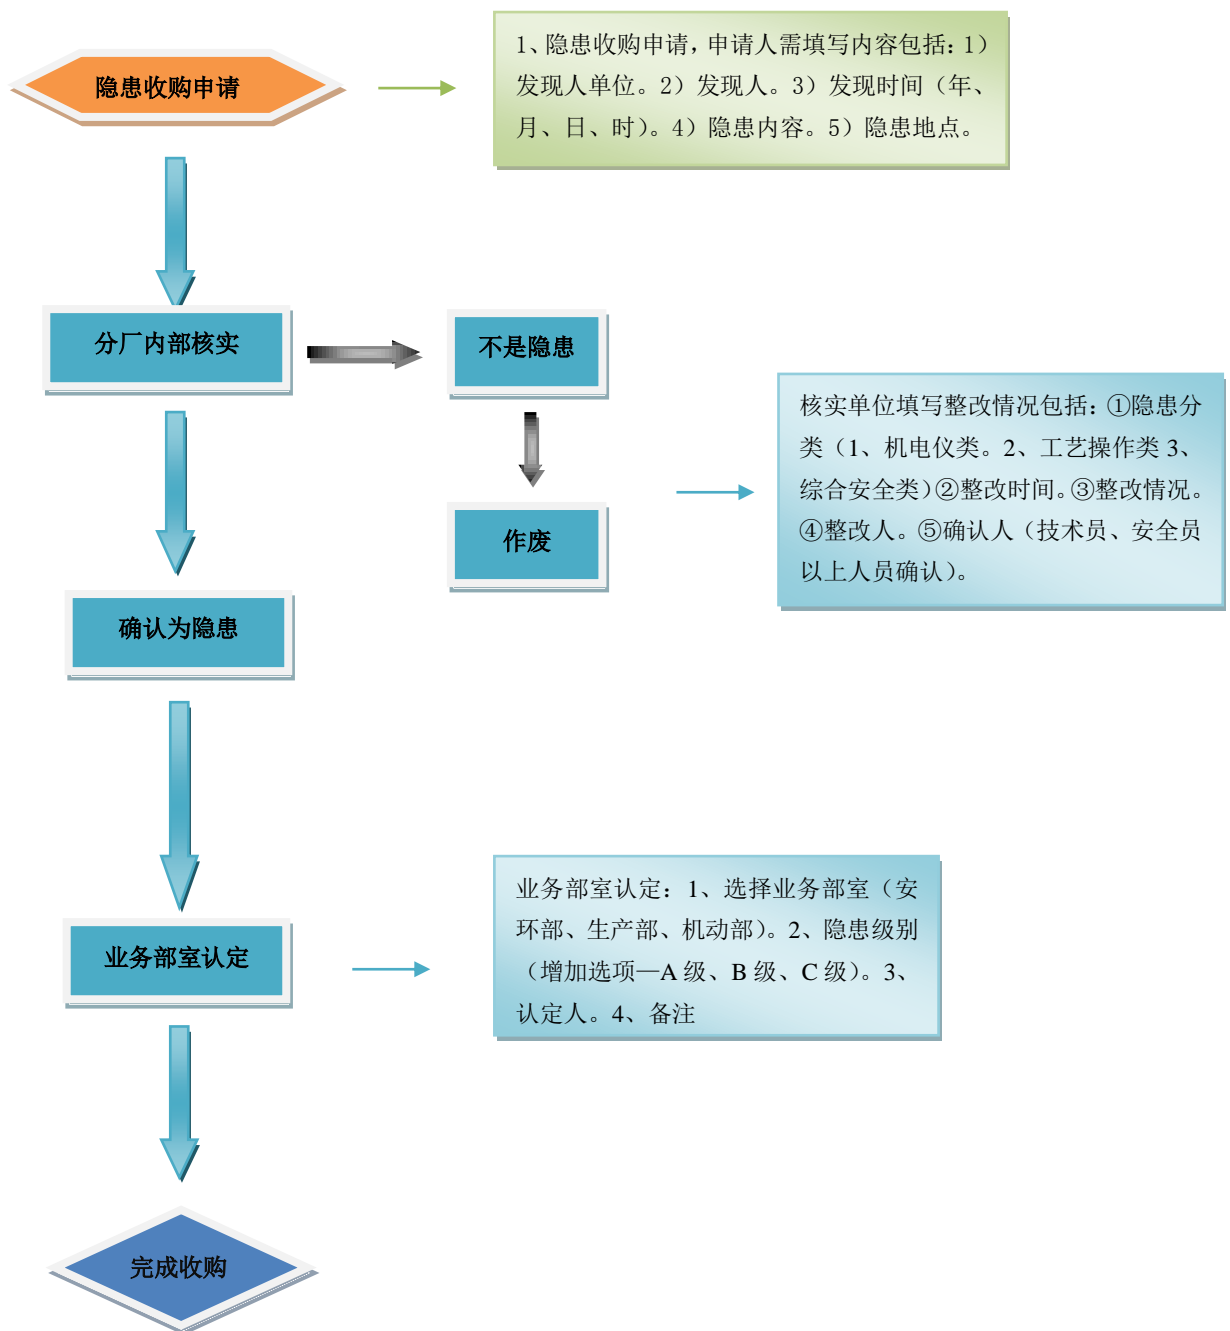 隐患收购申请
1、隐患收购申请，申请人需填写内容包括：1）
发现人单位。2）发现人。3）发现时间（年、
月、日、时）。4）隐患内容。5）隐患地点。
分厂内部核实
不是隐患
核实单位填写整改情况包括：①隐患分
类（1、机电仪类。2、工艺操作类 3、
综合安全类）②整改时间。③整改情况。
④整改人。⑤确认人（技术员、安全员
以上人员确认）。
作废
确认为隐患
业务部室认定
业务部室认定：1、选择业务部室（安
环部、生产部、机动部）。2、隐患级别
（增加选项—A 级、B 级、C 级）。3、
认定人。4、备注
完成收购